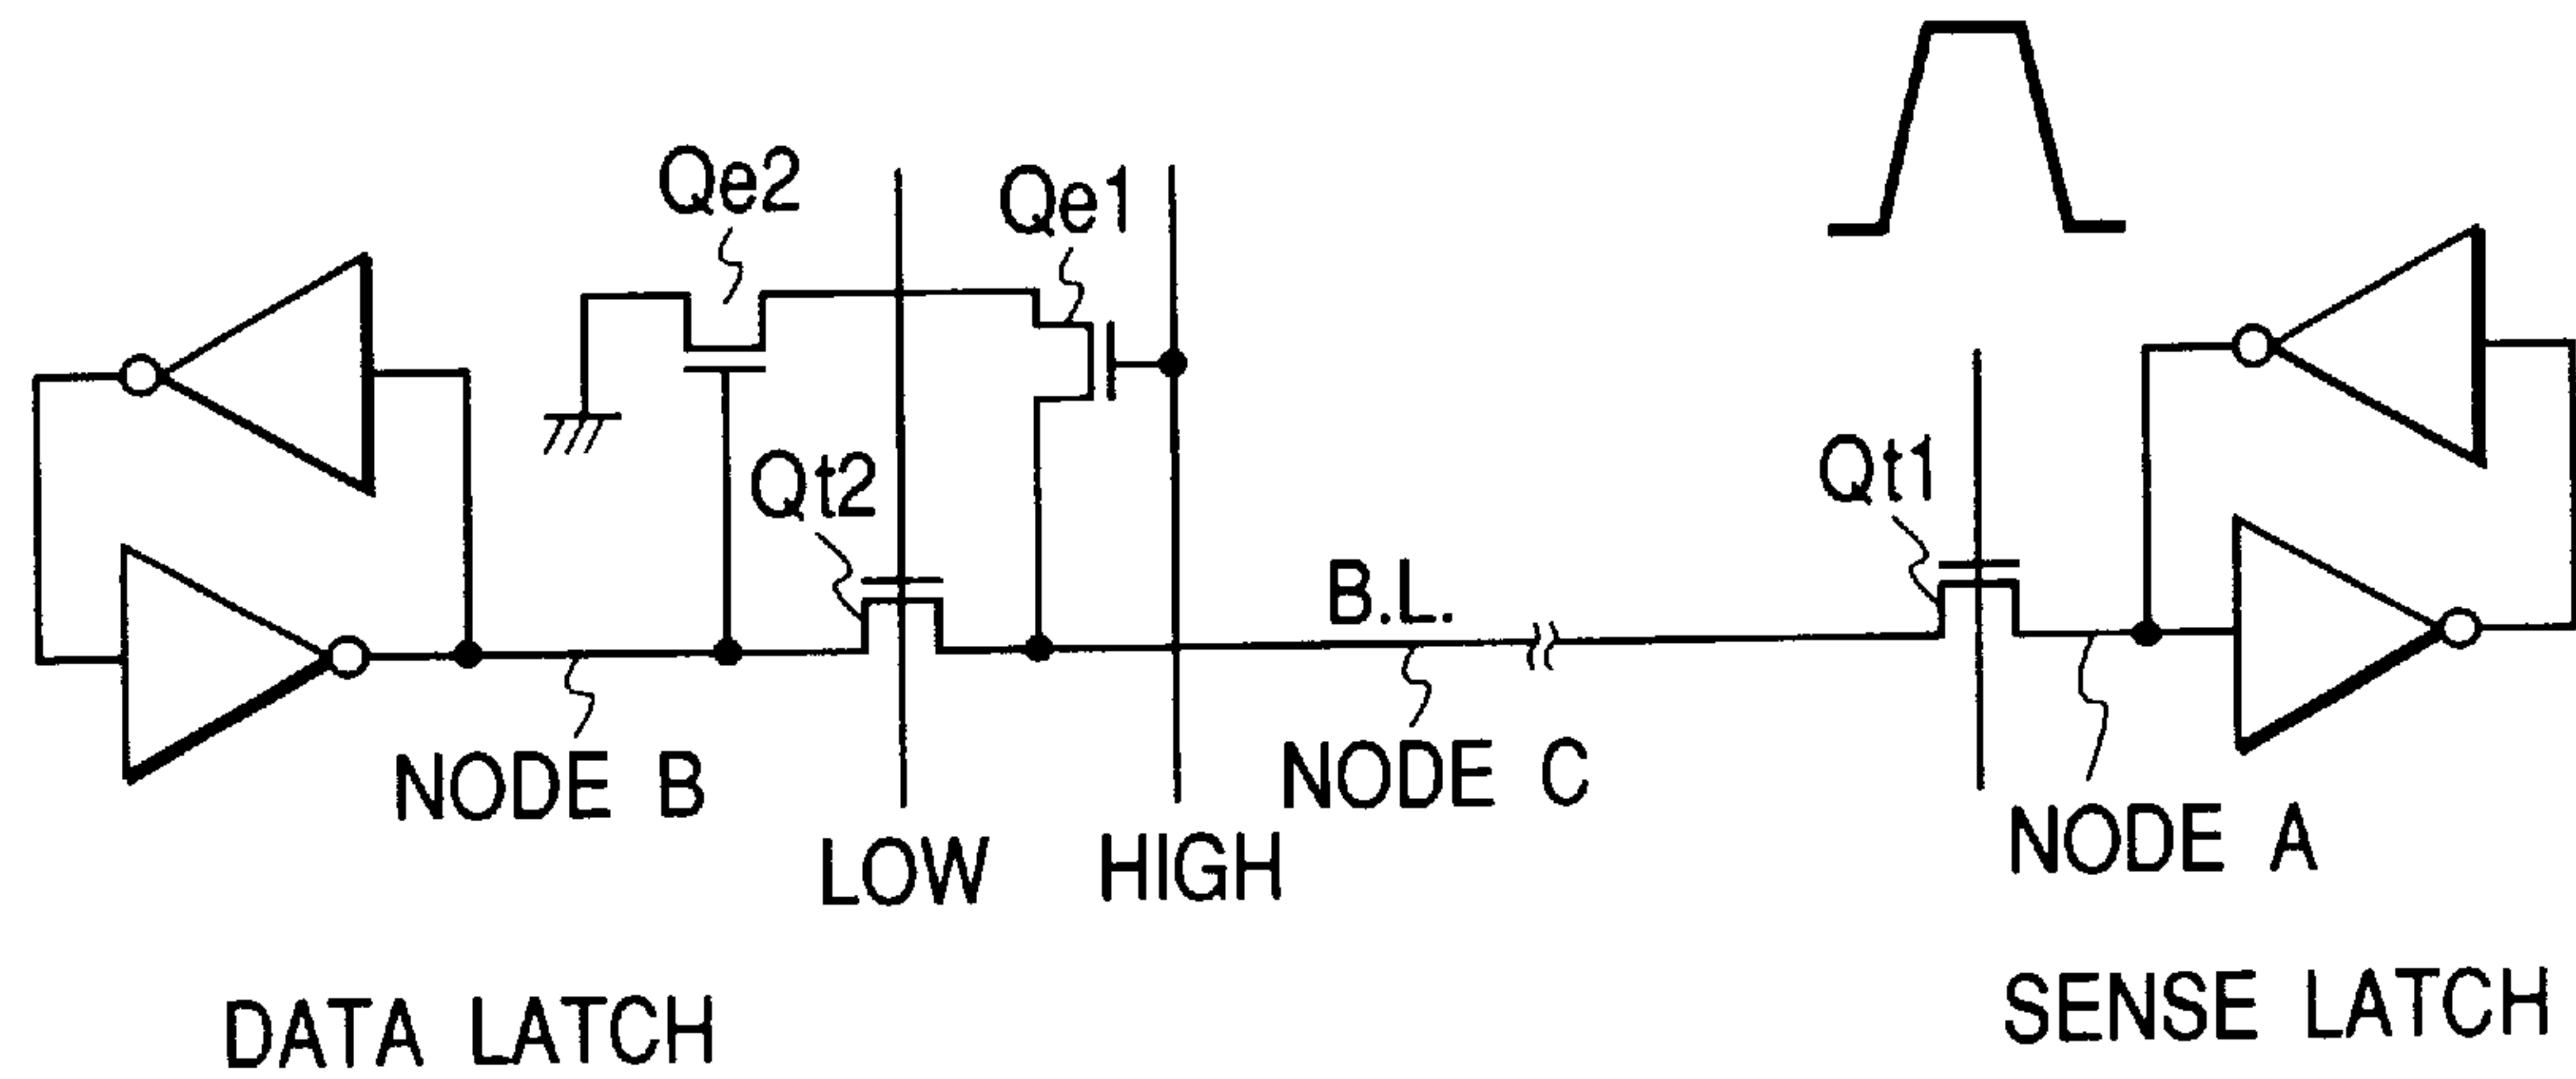 Qe2
Qe1
Qt2
Qt1
B.L.
NODE B
NODE C
NODE A
LOW
HIGH
DATA LATCH
SENSE LATCH